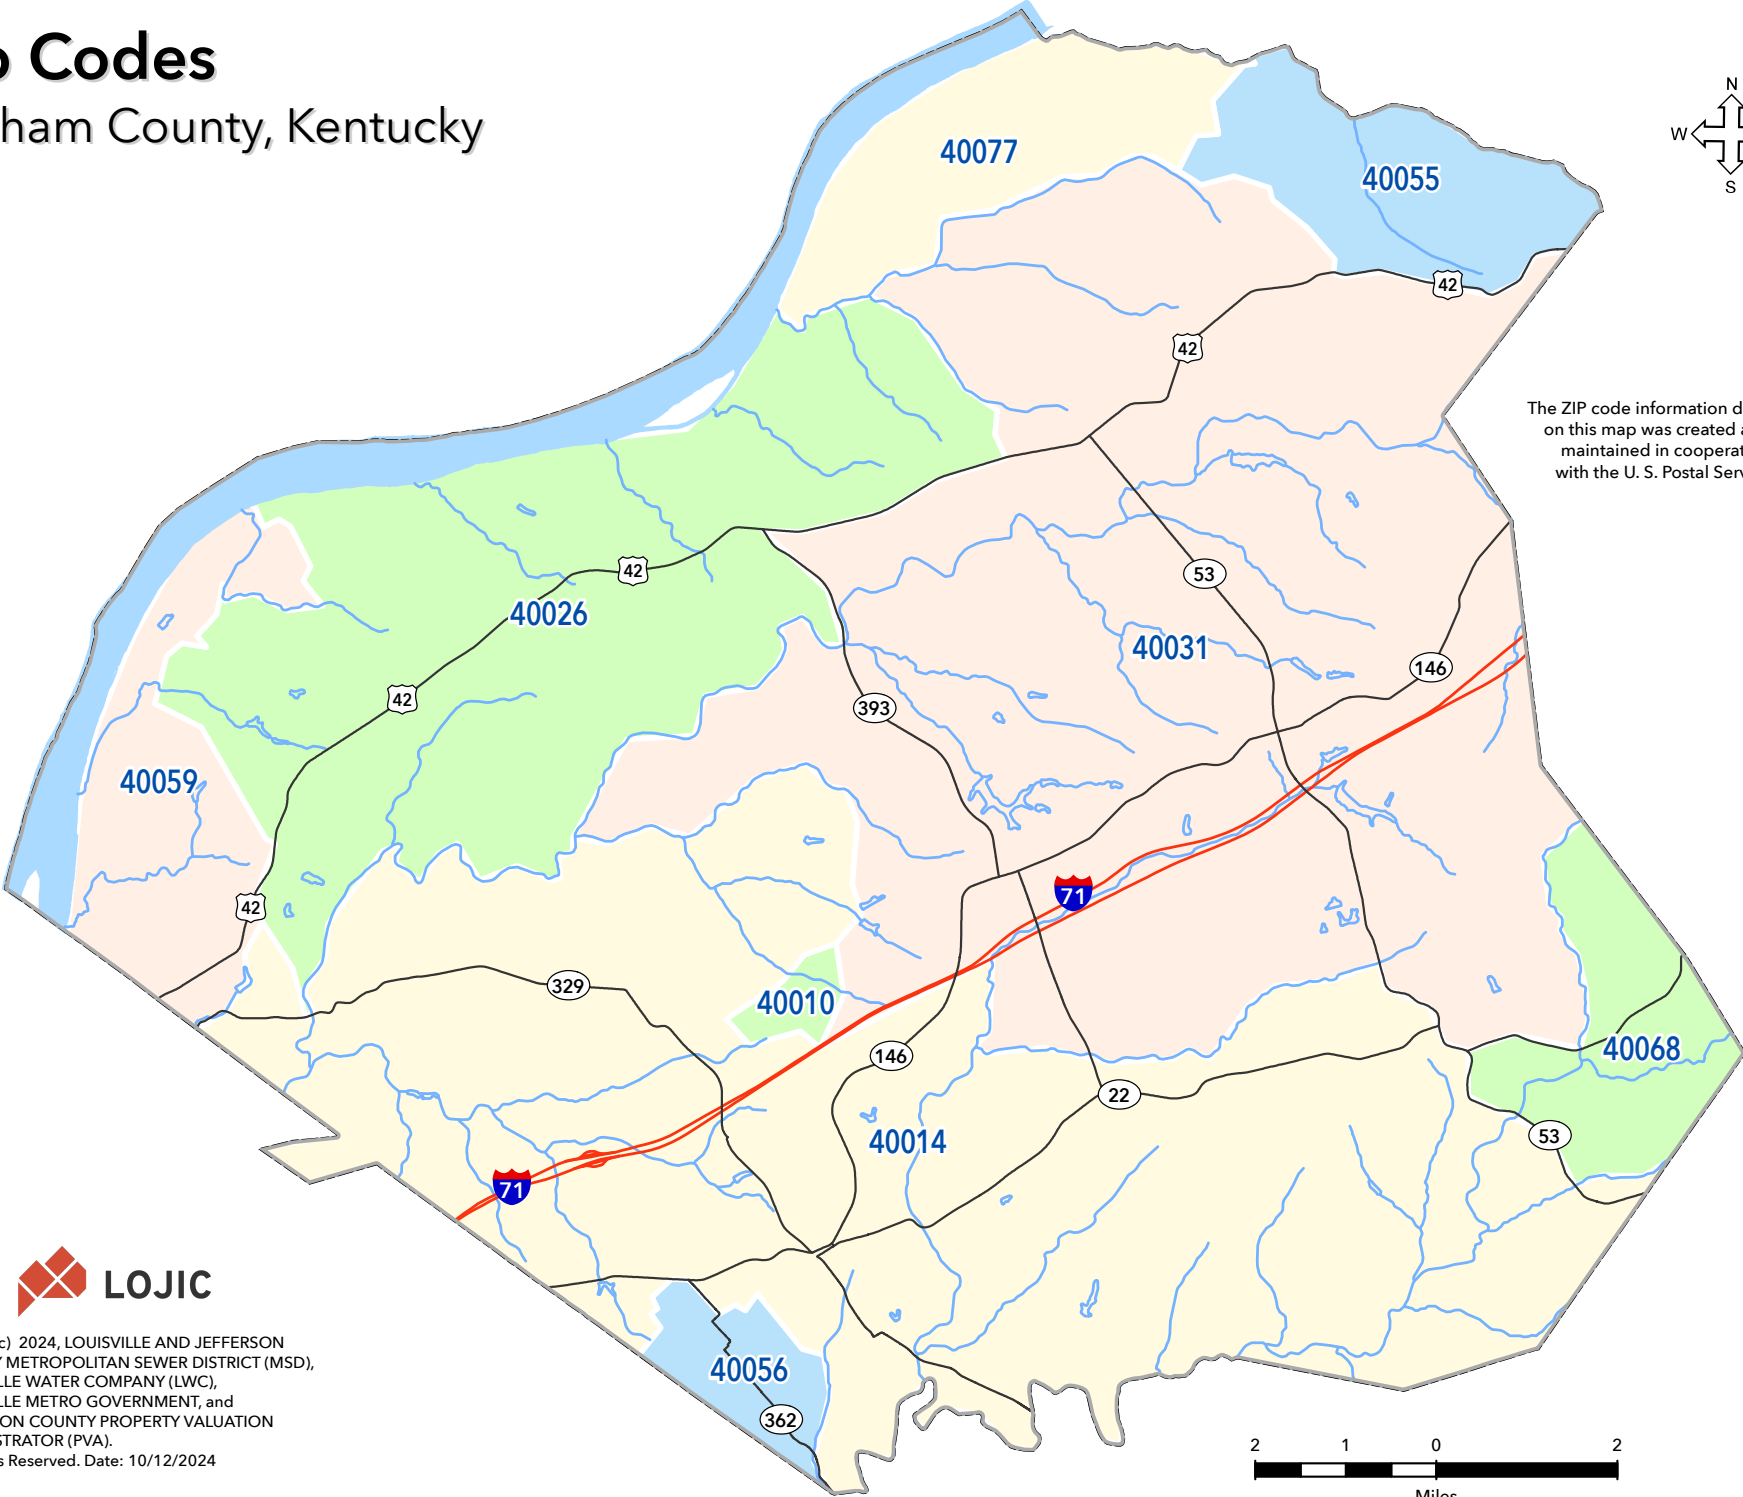 Codes
ham County, Kentucky
N
W
S
40077
40055
42
42
The ZIP code information d
on this map was created a
maintained in cooperat
with the U. S. Postal Serv
42
40026
53
40031
146
42
393
40059
42
71
329
40010
40068
146
22
40014
53
71
LOJIC
c) 2024, LOUISVILLE AND JEFFERSON
Y METROPOLITAN SEWER DISTRICT (MSD),
LLE WATER COMPANY (LWC),
LLE METRO GOVERNMENT, and
ON COUNTY PROPERTY VALUATION
STRATOR (PVA).
s Reserved. Date: 10/12/2024
40056
362
2 1 0 2
Miles